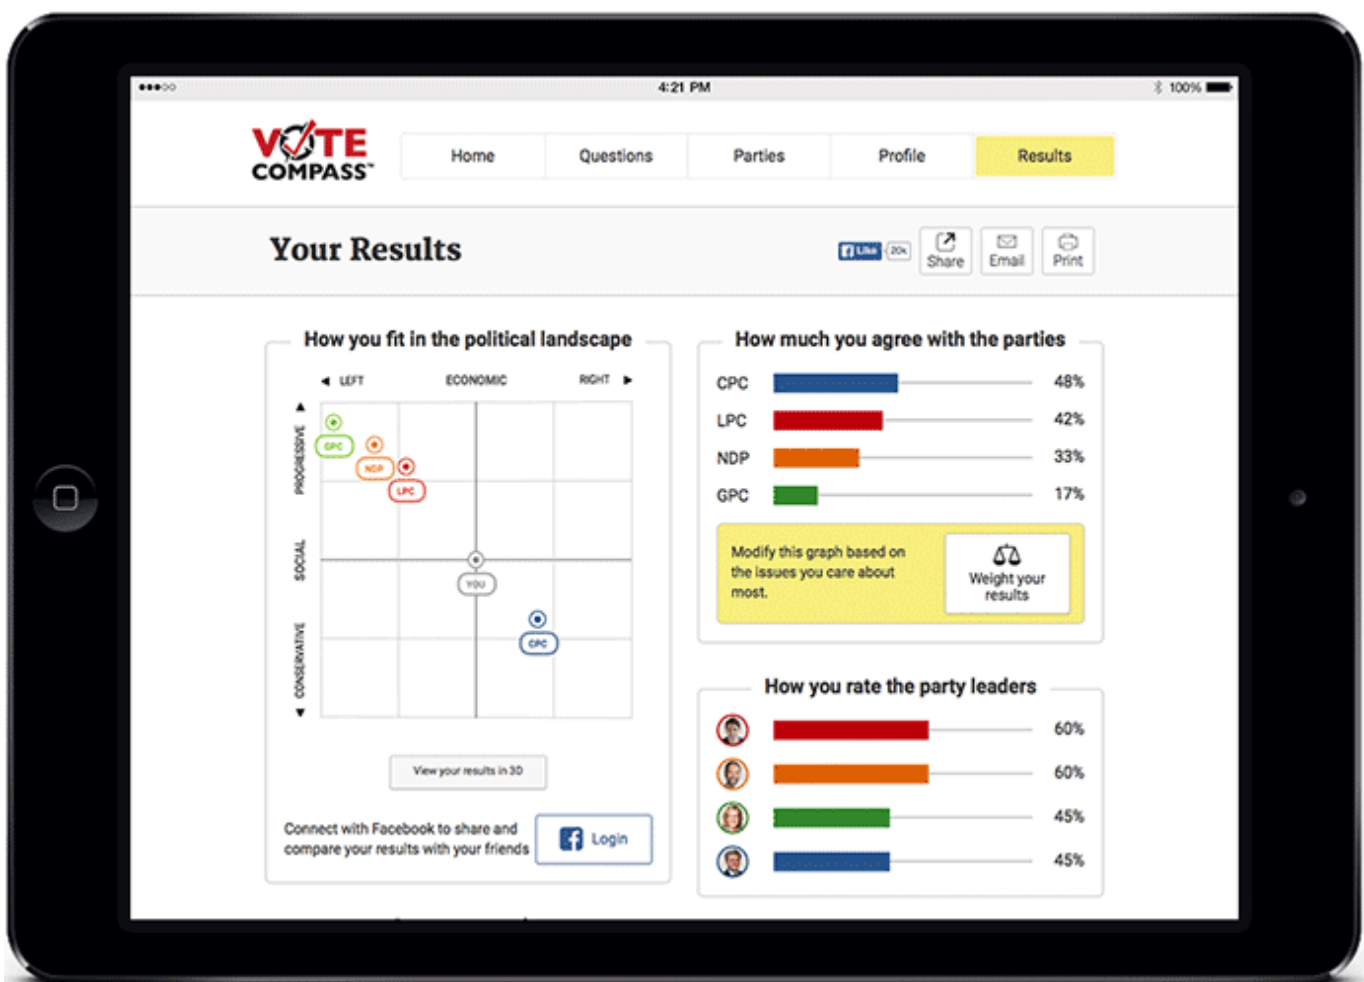 4:21 PM
100%
VOTE
COMPASS™
Home
Questions
Parties
Profile
Results
Your Results
Like
20k
Share
Email
Print
How you fit in the political landscape
◀ LEFT
ECONOMIC
RIGHT ▶
PROGRESSIVE ▶
SOCIAL
◀ CONSERVATIVE
GPC
NDP
LPC
YOU
CPC
View your results in 3D
Connect with Facebook to share and
compare your results with your friends
Login
How much you agree with the parties
CPC 48%
LPC 42%
NDP 33%
GPC 17%
Modify this graph based on
the issues you care about
most.
Weight your
results
How you rate the party leaders
60%
60%
45%
45%